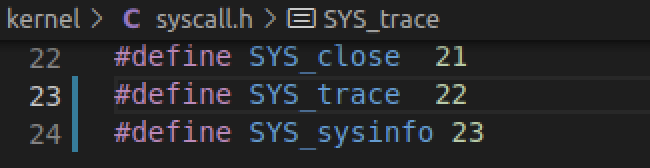 kernel > C syscall.h > SYS_trace
22 #define SYS_close 21
23 #define SYS_trace 22
24 #define SYS_sysinfo 23